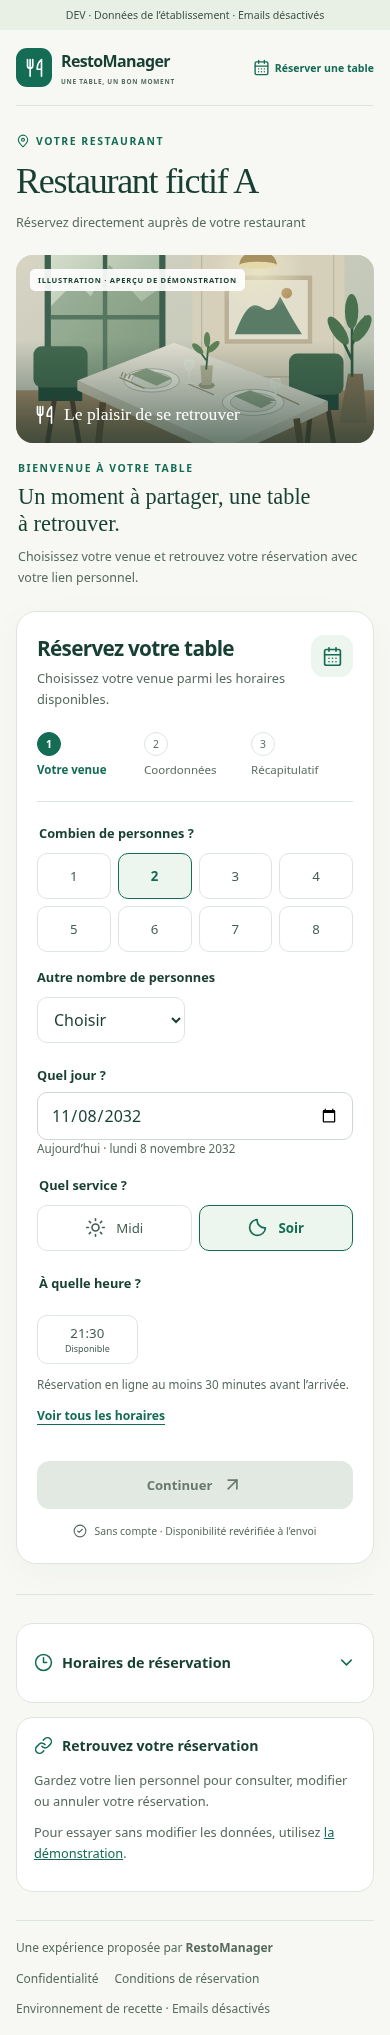 DEV · Données de l’établissement · Emails désactivés
RestoManager
UNE TABLE, UN BON MOMENT
Réserver une table
VOTRE RESTAURANT
Restaurant fictif A
Réservez directement auprès de votre restaurant
ILLUSTRATION · APERÇU DE DÉMONSTRATION
Le plaisir de se retrouver
BIENVENUE À VOTRE TABLE
Un moment à partager, une table
à retrouver.
Choisissez votre venue et retrouvez votre réservation avec
votre lien personnel.
Réservez votre table
Choisissez votre venue parmi les horaires
disponibles.
1
2
3
Votre venue
Coordonnées
Récapitulatif
Combien de personnes ?
1
2
3
4
5
6
7
8
Autre nombre de personnes
Choisir
Quel jour ?
11/08/2032
Aujourd’hui · lundi 8 novembre 2032
Quel service ?
Midi
Soir
À quelle heure ?
21:30
Disponible
Réservation en ligne au moins 30 minutes avant l’arrivée.
Voir tous les horaires
Continuer
Sans compte · Disponibilité revérifiée à l’envoi
Horaires de réservation
Retrouvez votre réservation
Gardez votre lien personnel pour consulter, modifier
ou annuler votre réservation.
Pour essayer sans modifier les données, utilisez la
démonstration.
Une expérience proposée par RestoManager
Confidentialité
Conditions de réservation
Environnement de recette · Emails désactivés